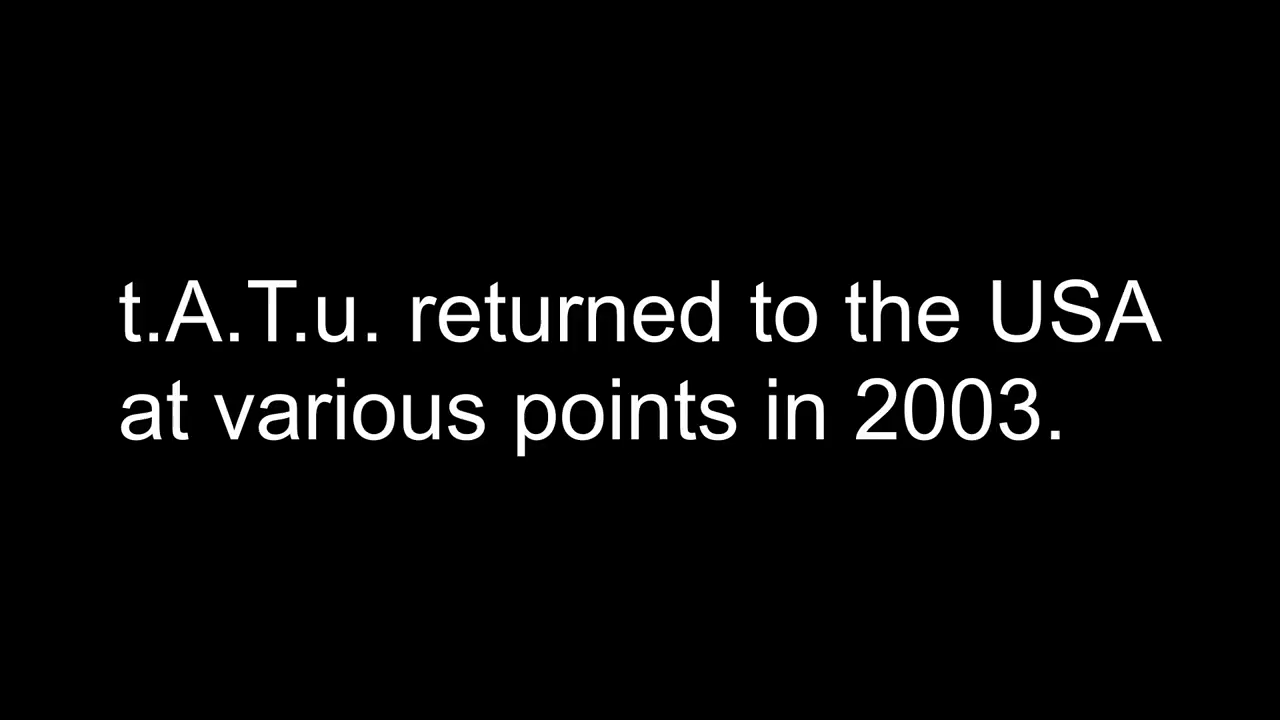 t.A.T.u. returned to the USA
at various points in 2003.